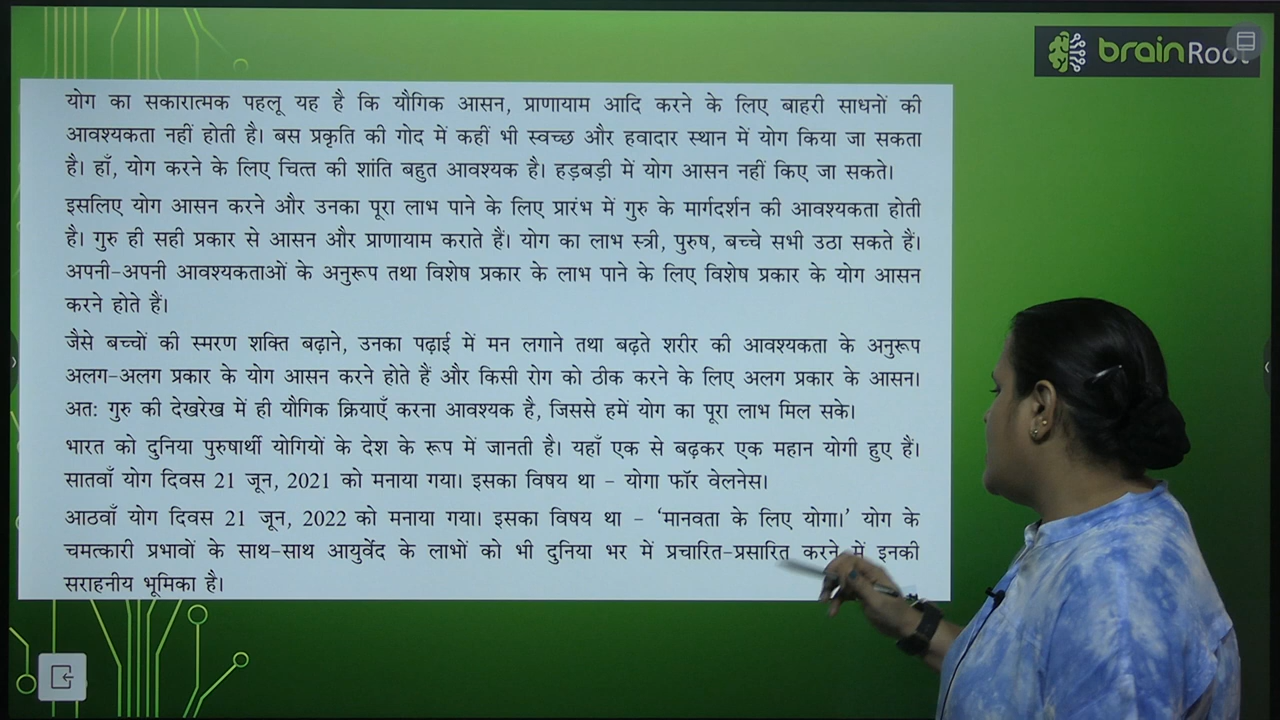 brainRoot
योग का सकारात्मक पहलू यह है कि यौगिक आसन, प्राणायाम आदि करने के लिए बाहरी साधनों की
आवश्यकता नहीं होती है। बस प्रकृति की गोद में कहीं भी स्वच्छ और हवादार स्थान में योग किया जा सकता
है। हाँ, योग करने के लिए चित्त की शांति बहुत आवश्यक है। हड़बड़ी में योग आसन नहीं किए जा सकते।
इसलिए योग आसन करने और उनका पूरा लाभ पाने के लिए प्रारंभ में गुरु के मार्गदर्शन की आवश्यकता होती
है। गुरु ही सही प्रकार से आसन और प्राणायाम कराते हैं। योग का लाभ स्त्री, पुरुष, बच्चे सभी उठा सकते हैं।
अपनी-अपनी आवश्यकताओं के अनुरूप तथा विशेष प्रकार के लाभ पाने के लिए विशेष प्रकार के योग आसन
करने होते हैं।
जैसे बच्चों की स्मरण शक्ति बढ़ाने, उनका पढ़ाई में मन लगाने तथा बढ़ते शरीर की आवश्यकता के अनुरूप
अलग-अलग प्रकार के योग आसन करने होते हैं और किसी रोग को ठीक करने के लिए अलग प्रकार के आसन।
अत: गुरु की देखरेख में ही यौगिक क्रियाएँ करना आवश्यक है, जिससे हमें योग का पूरा लाभ मिल सके।
भारत को दुनिया पुरुषार्थी योगियों के देश के रूप में जानती है। यहाँ एक से बढ़कर एक महान योगी हुए हैं।
सातवाँ योग दिवस 21 जून, 2021 को मनाया गया। इसका विषय था - योगा फॉर वेलनेस।
आठवाँ योग दिवस 21 जून, 2022 को मनाया गया। इसका विषय था - 'मानवता के लिए योगा।' योग के
चमत्कारी प्रभावों के साथ-साथ आयुर्वेद के लाभों को भी दुनिया भर में प्रचारित-प्रसारित करने में इनकी
सराहनीय भूमिका है।